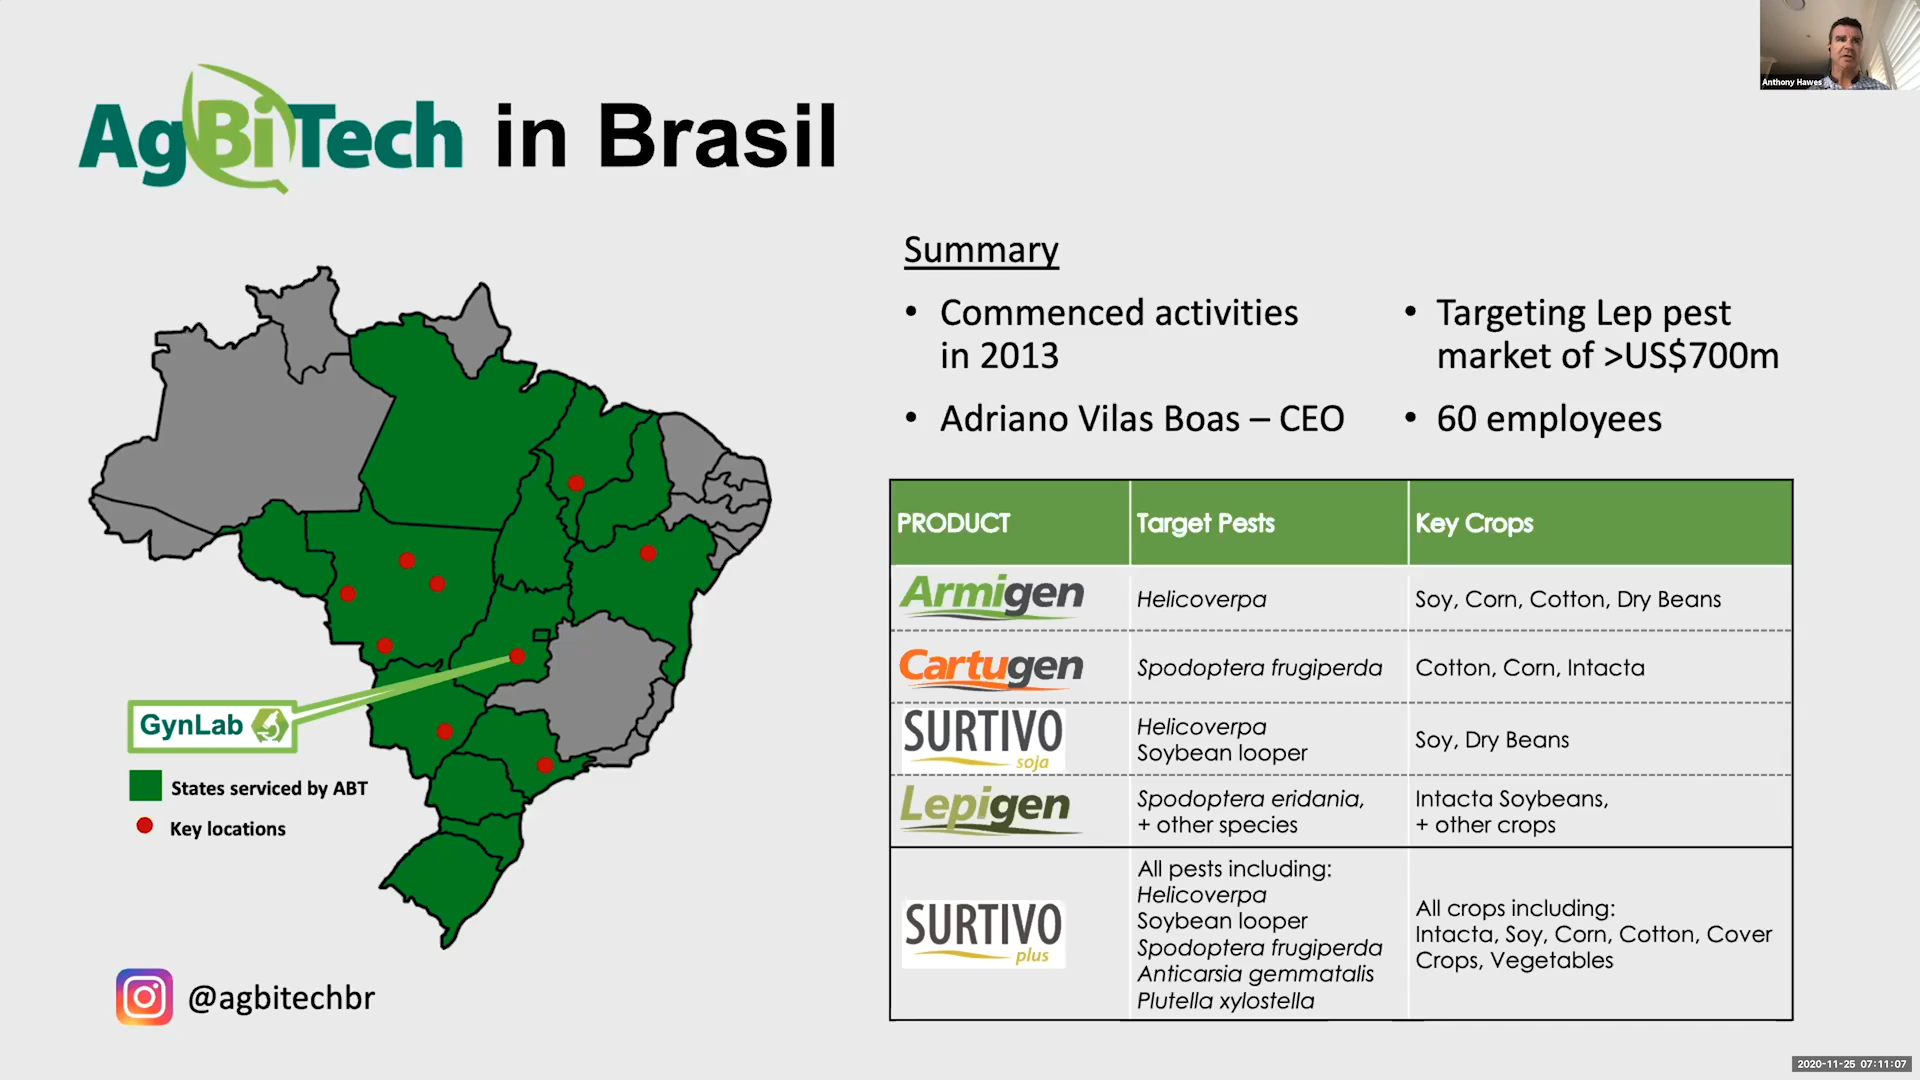 Anthony Hawes
AgBiTech in Brasil
Summary
• Commenced activities
in 2013
• Adriano Vilas Boas – CEO
• Targeting Lep pest
market of >US$700m
• 60 employees
GynLab
States serviced by ABT
Key locations
@agbitechbr
PRODUCT Target Pests Key Crops
Armigen Helicoverpa Soy, Corn, Cotton, Dry Beans
Cartugen Spodoptera frugiperda Cotton, Corn, Intacta
SURTIVO
soja
Helicoverpa
Soybean looper
Soy, Dry Beans
Lepigen
Spodoptera eridania,
+ other species
Intacta Soybeans,
+ other crops
SURTIVO
plus
All pests including:
Helicoverpa
Soybean looper
Spodoptera frugiperda
Anticarsia gemmatalis
Plutella xylostella
All crops including:
Intacta, Soy, Corn, Cotton, Cover
Crops, Vegetables
2020-11-25 07:11:07